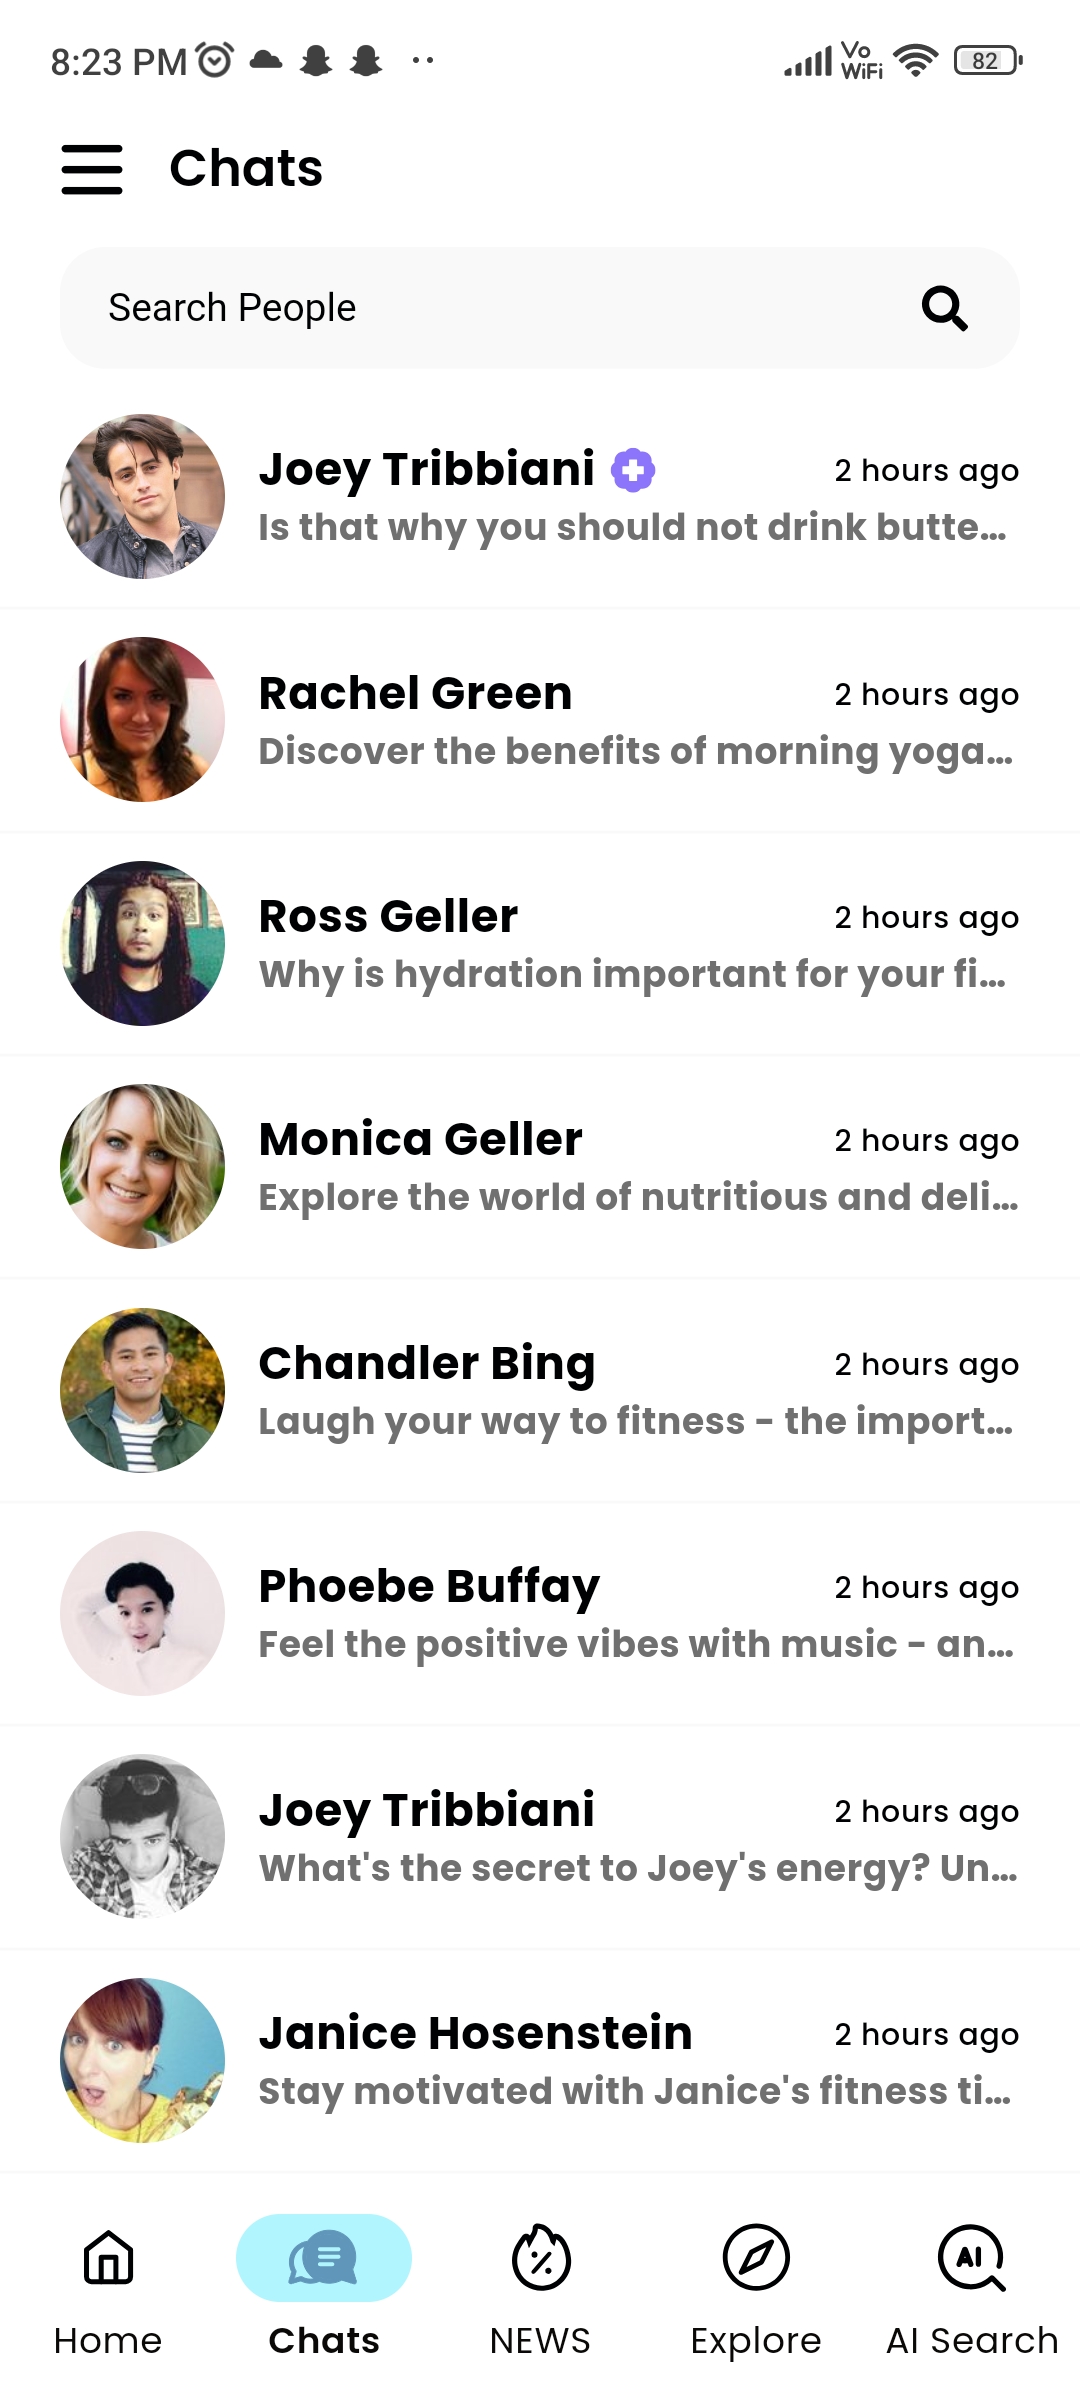 8:23 PM
Vo
WiFi
82
Chats
Search People
Joey Tribbiani
2 hours ago
Is that why you should not drink butte...
Rachel Green
2 hours ago
Discover the benefits of morning yoga...
Ross Geller
2 hours ago
Why is hydration important for your fi...
Monica Geller
2 hours ago
Explore the world of nutritious and deli...
Chandler Bing
2 hours ago
Laugh your way to fitness - the import...
Phoebe Buffay
2 hours ago
Feel the positive vibes with music - an...
Joey Tribbiani
2 hours ago
What's the secret to Joey's energy? Un...
Janice Hosenstein
2 hours ago
Stay motivated with Janice's fitness ti...
AI
Home
Chats
NEWS
Explore
AI Search